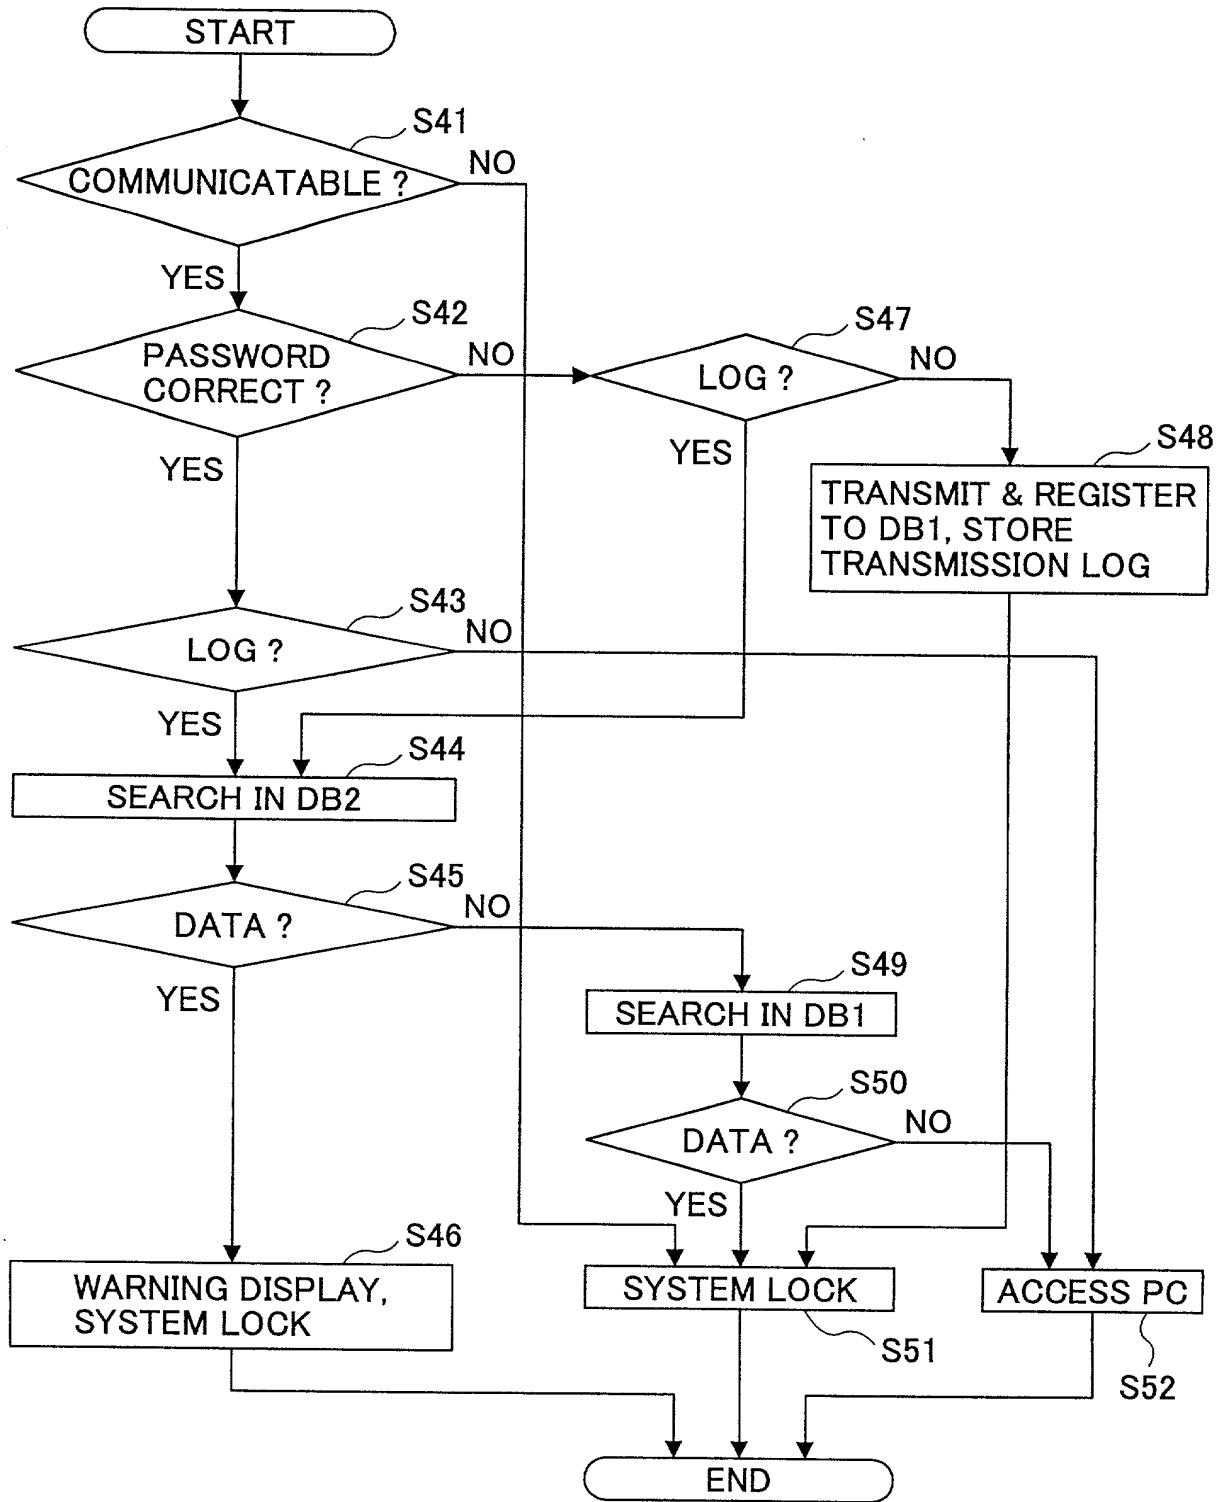 START
S41
COMMUNICATABLE ?
NO
YES
S42
PASSWORD
CORRECT ?
NO
YES
S47
LOG ?
NO
YES
S48
TRANSMIT & REGISTER
TO DB1, STORE
TRANSMISSION LOG
S43
LOG ?
NO
YES
S44
SEARCH IN DB2
S45
DATA ?
NO
YES
S49
SEARCH IN DB1
S50
DATA ?
NO
YES
S46
WARNING DISPLAY,
SYSTEM LOCK
SYSTEM LOCK
S51
ACCESS PC
S52
END